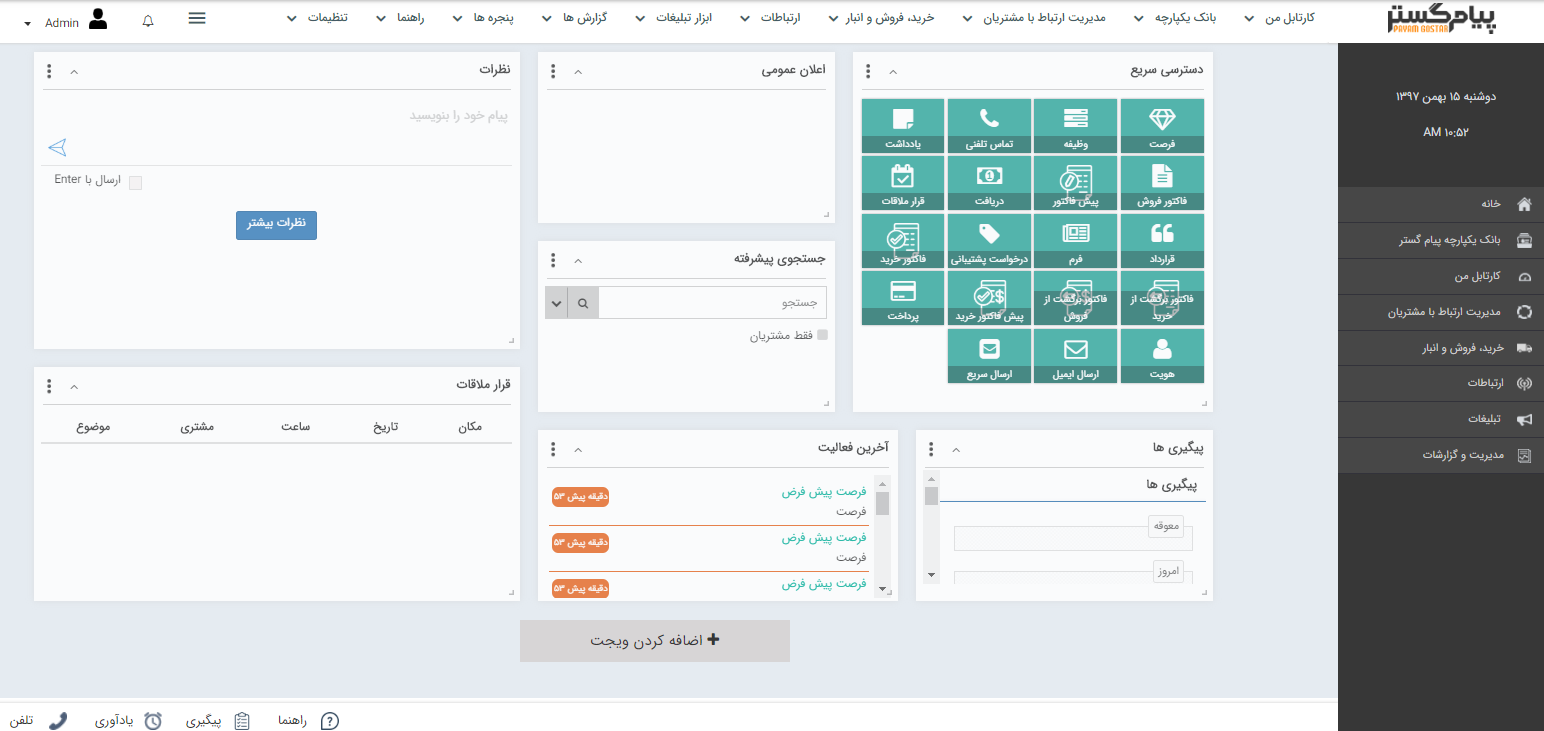 پیام‌گستر
PAYAM GOSTAR
کارتابل من
بانک یکپارچه
مدیریت ارتباط با مشتریان
خرید، فروش و انبار
ارتباطات
ابزار تبلیغات
گزارش ها
پنجره ها
راهنما
تنظیمات
Admin
دوشنبه ۱۵ بهمن ۱۳۹۷
۱۰:۵۲ AM
خانه
بانک یکپارچه پیام گستر
کارتابل من
مدیریت ارتباط با مشتریان
خرید، فروش و انبار
ارتباطات
تبلیغات
مدیریت و گزارشات
دسترسی سریع
فرصت
وظیفه
تماس تلفنی
یادداشت
فاکتور فروش
پیش فاکتور
دریافت
قرار ملاقات
قرارداد
فرم
درخواست پشتیبانی
فاکتور خرید
فاکتور برگشت از
خرید
فاکتور برگشت از
فروش
پیش فاکتور خرید
پرداخت
هویت
ارسال ایمیل
ارسال سریع
اعلان عمومی
جستجوی پیشرفته
جستجو
فقط مشتریان
نظرات
پیام خود را بنویسید
ارسال با Enter
نظرات بیشتر
قرار ملاقات
مکان
تاریخ
ساعت
مشتری
موضوع
پیگیری ها
پیگیری ها
معوقه
امروز
آخرین فعالیت
فرصت پیش فرض
۵۳ دقیقه پیش
فرصت
فرصت پیش فرض
۵۳ دقیقه پیش
فرصت
فرصت پیش فرض
۵۳ دقیقه پیش
اضافه کردن ویجت
راهنما
پیگیری
یادآوری
تلفن